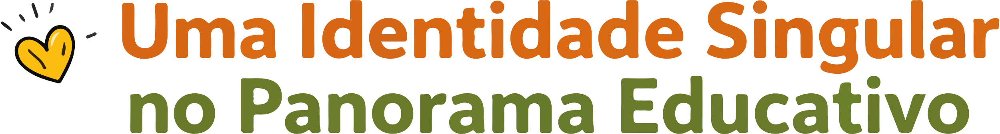 Uma Identidade Singular
no Panorama Educativo